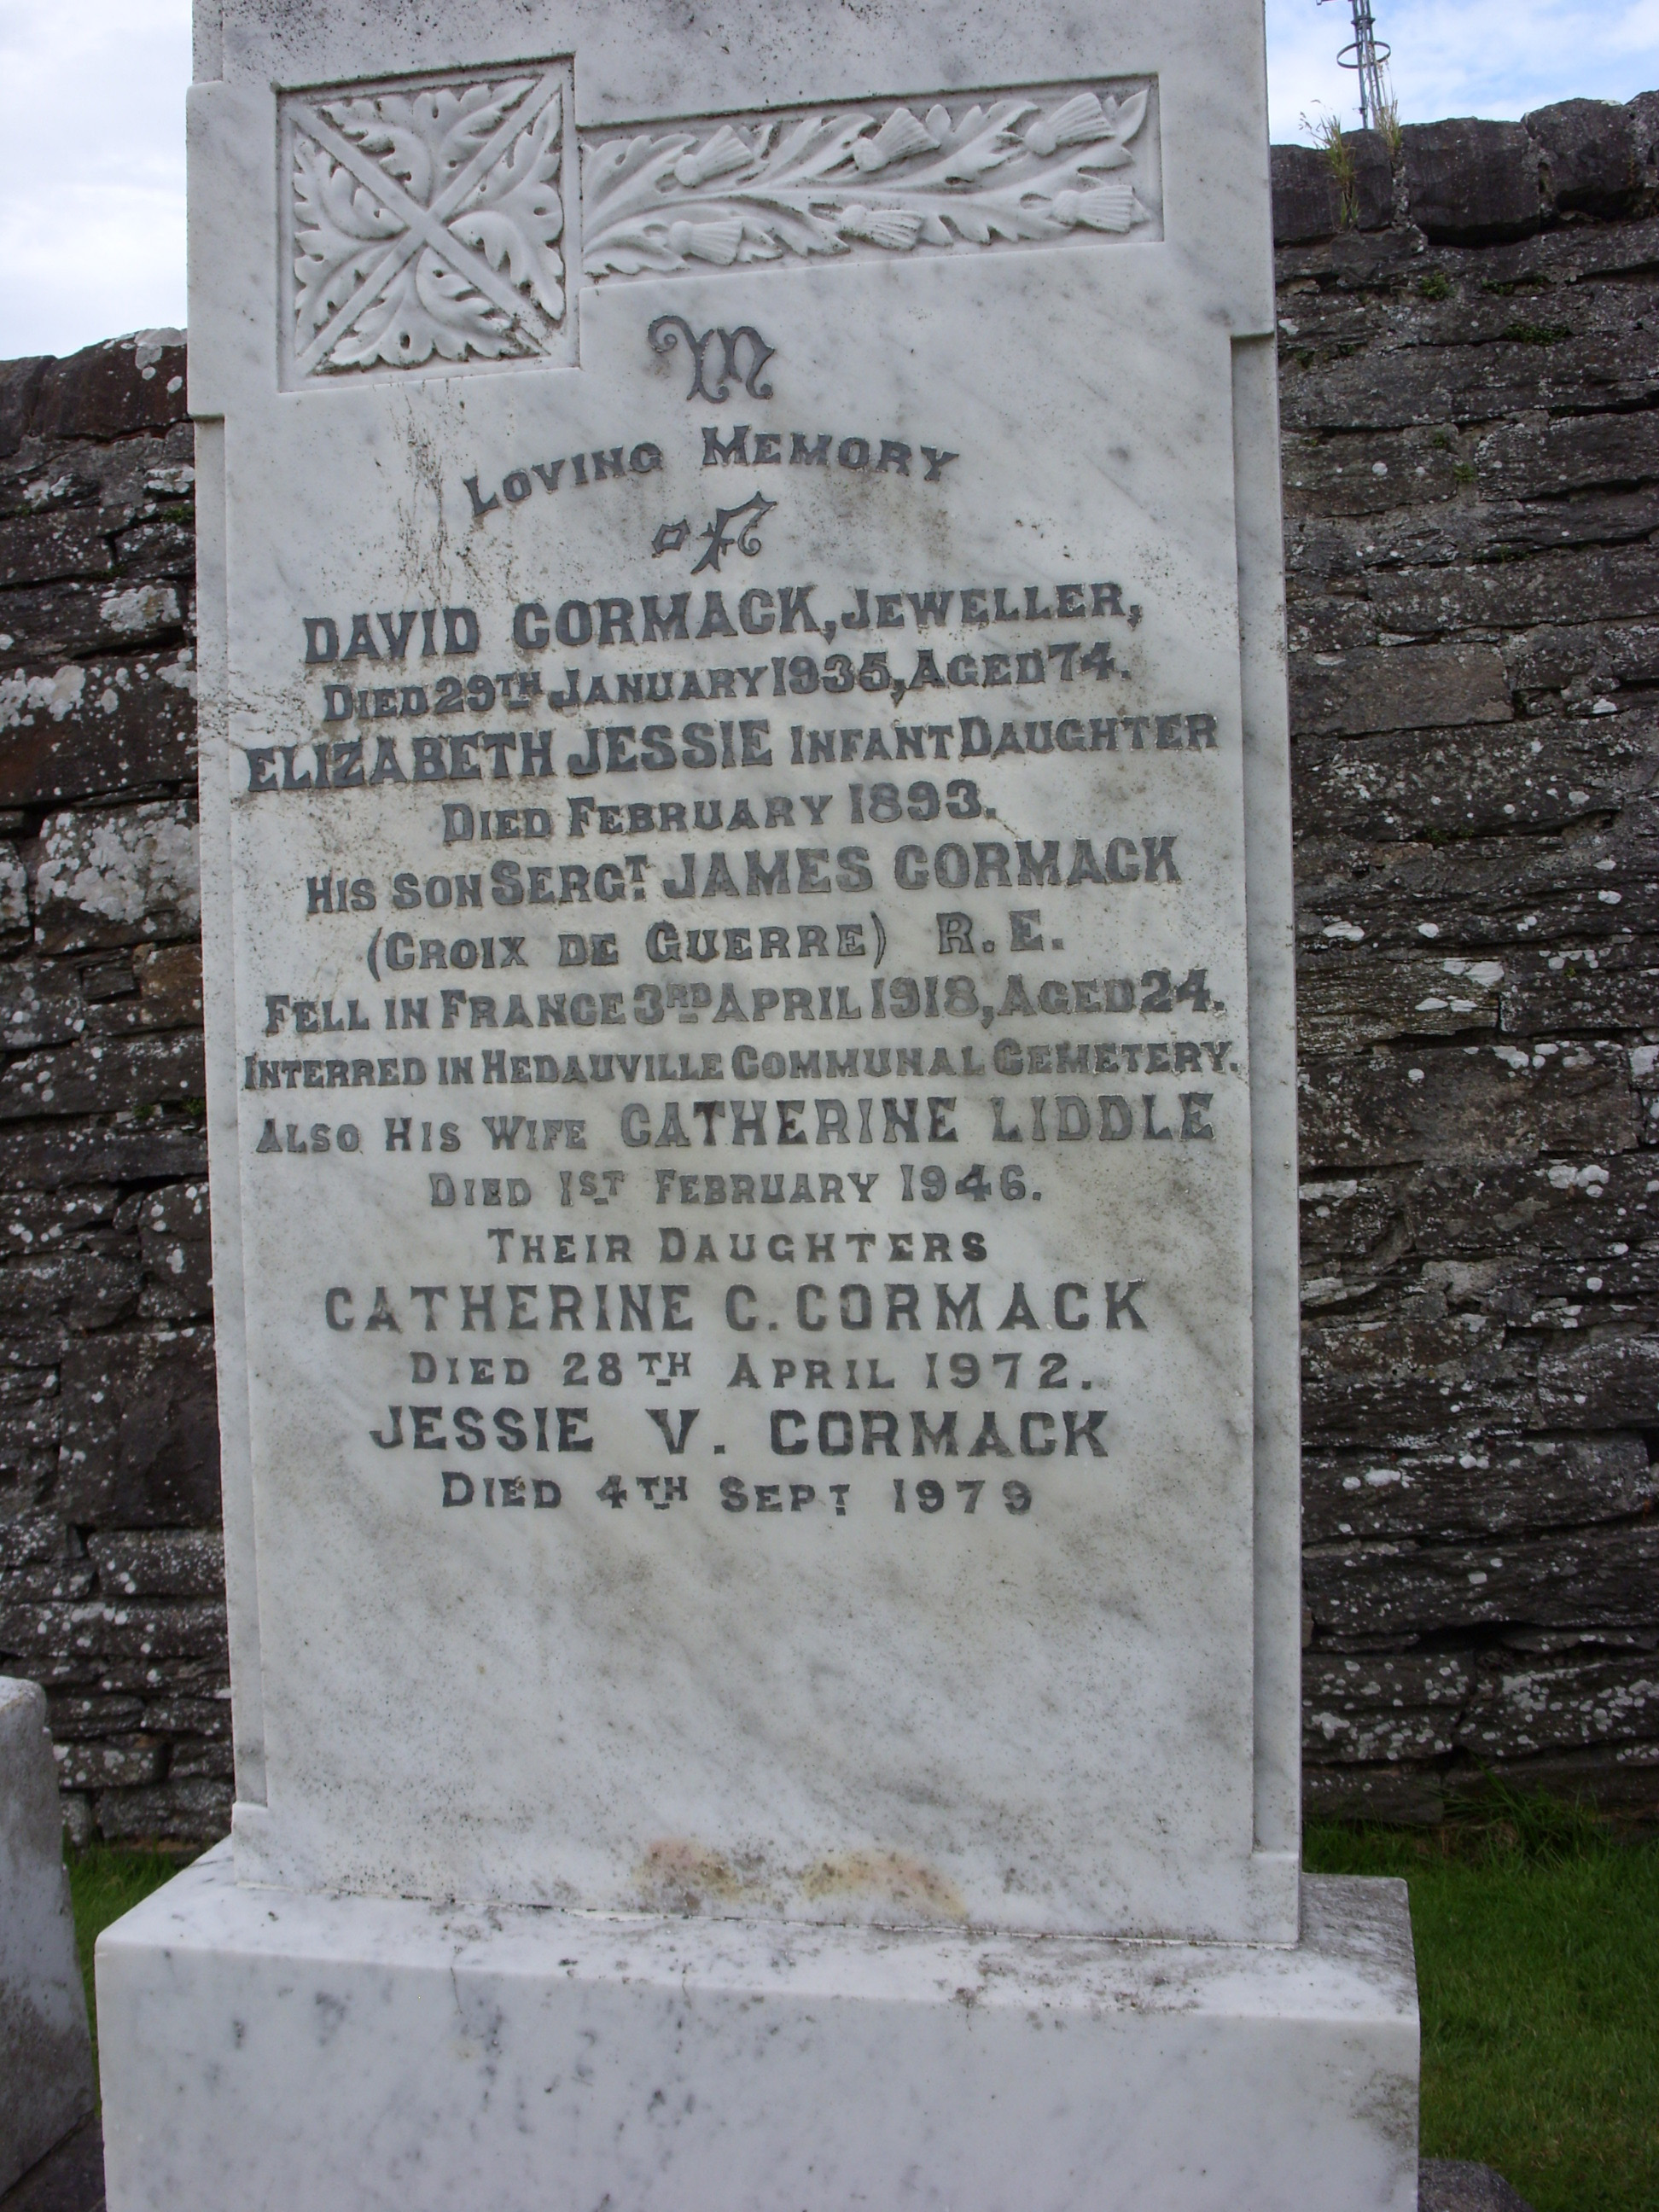 In
LOVING MEMORY
of
DAVID CORMACK, JEWELLER,
DIED 29TH JANUARY 1935, AGED 74.
ELIZABETH JESSIE INFANT DAUGHTER
DIED FEBRUARY 1893.
HIS SON SERGT JAMES CORMACK
(CROIX DE GUERRE) R.E.
FELL IN FRANCE 3RD APRIL 1918, AGED 24.
INTERRED IN HEDAUVILLE COMMUNAL CEMETERY.
ALSO HIS WIFE CATHERINE LIDDLE
DIED 1ST FEBRUARY 1946.
THEIR DAUGHTERS
CATHERINE C. CORMACK
DIED 28TH APRIL 1972.
JESSIE V. CORMACK
DIED 4TH SEPT 1979